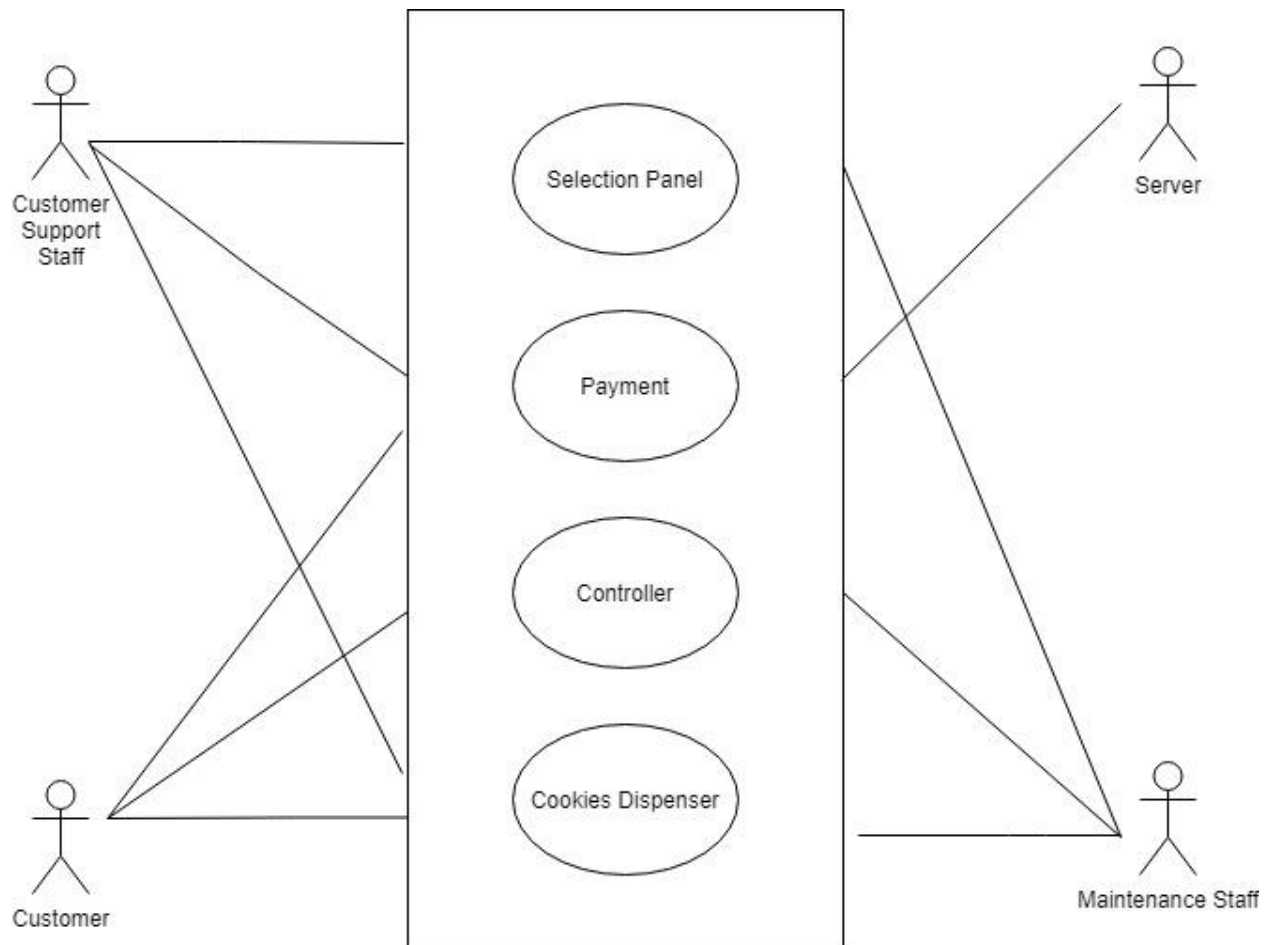 Customer
Support
Staff
Selection Panel
Server
Payment
Controller
Cookies Dispenser
Customer
Maintenance Staff